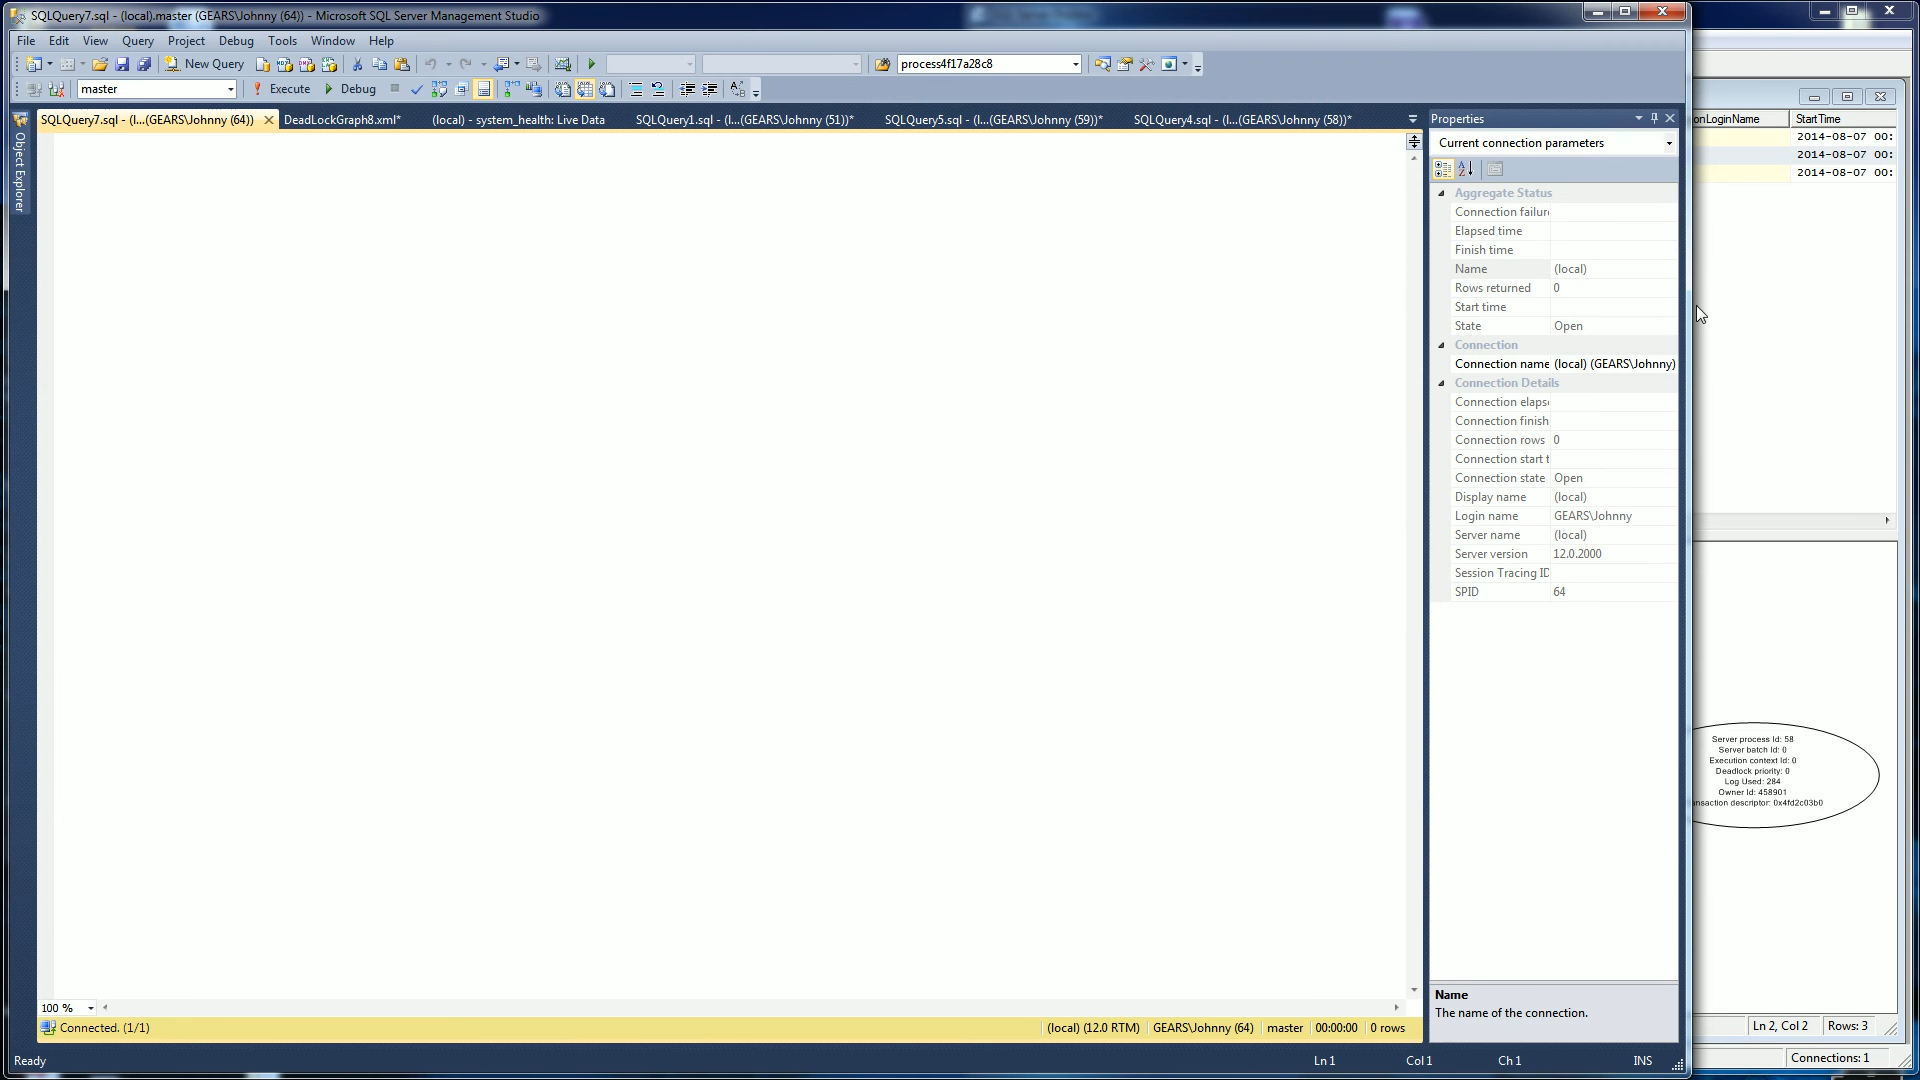 SQLQuery7.sql - (local).master (GEARS\Johnny (64)) - Microsoft SQL Server Management Studio
File Edit View Query Project Debug Tools Window Help
New Query process4f17a28c8
master Execute Debug
SQLQuery7.sql - (l...(GEARS\Johnny (64)) DeadLockGraph8.xml* (local) - system_health: Live Data SQLQuery1.sql - (l...(GEARS\Johnny (51))* SQLQuery5.sql - (l...(GEARS\Johnny (59))* SQLQuery4.sql - (l...(GEARS\Johnny (58))*
Object Explorer
Properties
Current connection parameters
Aggregate Status
Connection failure
Elapsed time
Finish time
Name (local)
Rows returned 0
Start time
State Open
Connection
Connection name (local) (GEARS\Johnny)
Connection Details
Connection elapse
Connection finish
Connection rows 0
Connection start t
Connection state Open
Display name (local)
Login name GEARS\Johnny
Server name (local)
Server version 12.0.2000
Session Tracing ID
SPID 64
Name
The name of the connection.
100 %
Connected. (1/1) (local) (12.0 RTM) GEARS\Johnny (64) master 00:00:00 0 rows
Ready Ln 1 Col 1 Ch 1 INS
onLoginName StartTime
2014-08-07 00:
2014-08-07 00:
2014-08-07 00:
Server process Id: 58
Server batch Id: 0
Execution context Id: 0
Deadlock priority: 0
Log Used: 284
Owner Id: 458901
nsaction descriptor: 0x4fd2c03b0
Ln 2, Col 2 Rows: 3
Connections: 1